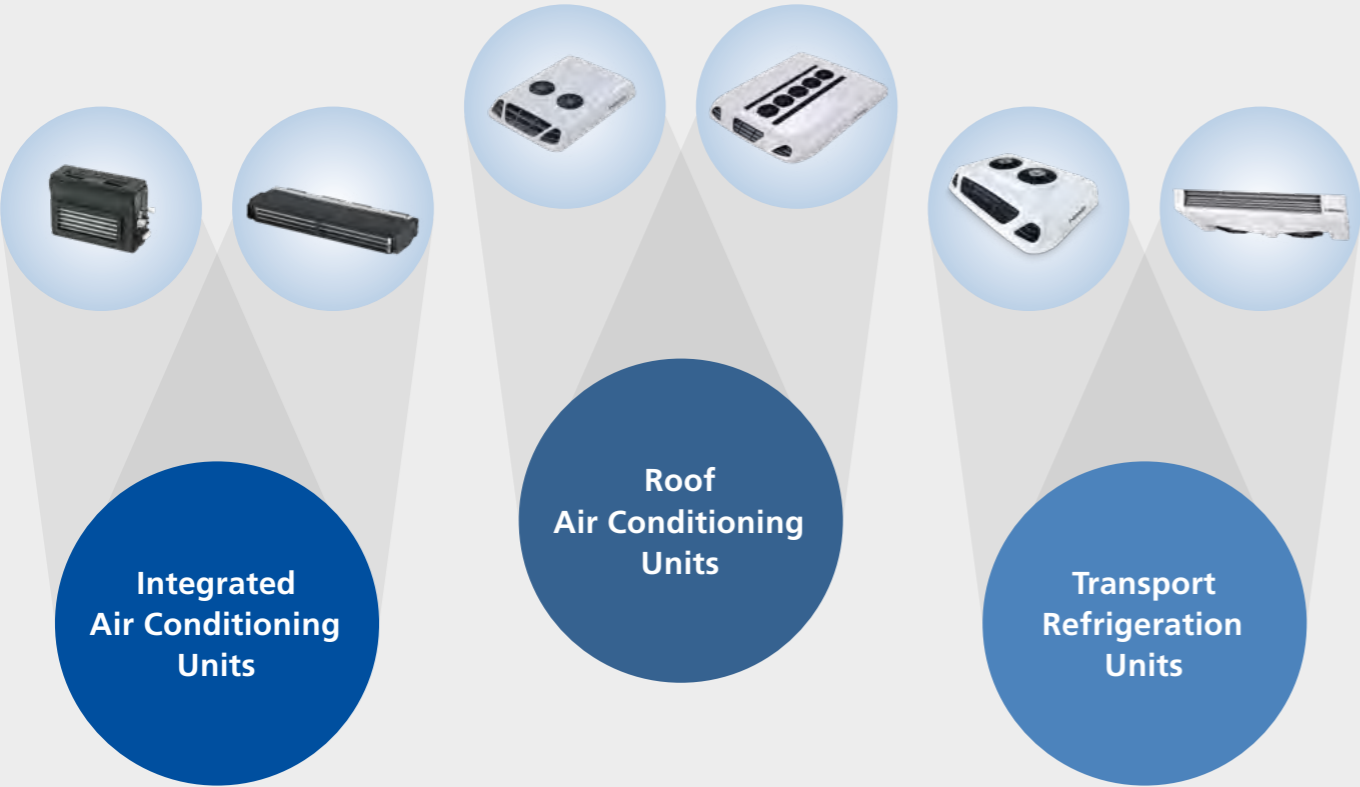 Integrated
Air Conditioning
Units
Roof
Air Conditioning
Units
Transport
Refrigeration
Units